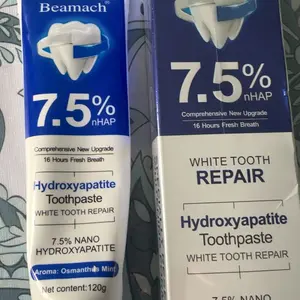 Beamach®
7.5%
nHAP
Comprehensive New Upgrade
16 Hours Fresh Breath
Hydroxyapatite
Toothpaste
WHITE TOOTH REPAIR
7.5% NANO
HYDROXYAPATITE
Aroma: Osmanthus Mint
Net content: 120g
7.5%
nHAP
Comprehensive New Upgrade
16 Hours Fresh Breath
WHITE TOOTH
REPAIR
Hydroxyapatite
Toothpaste
WHITE TOOTH REPAIR
7.5% NANO